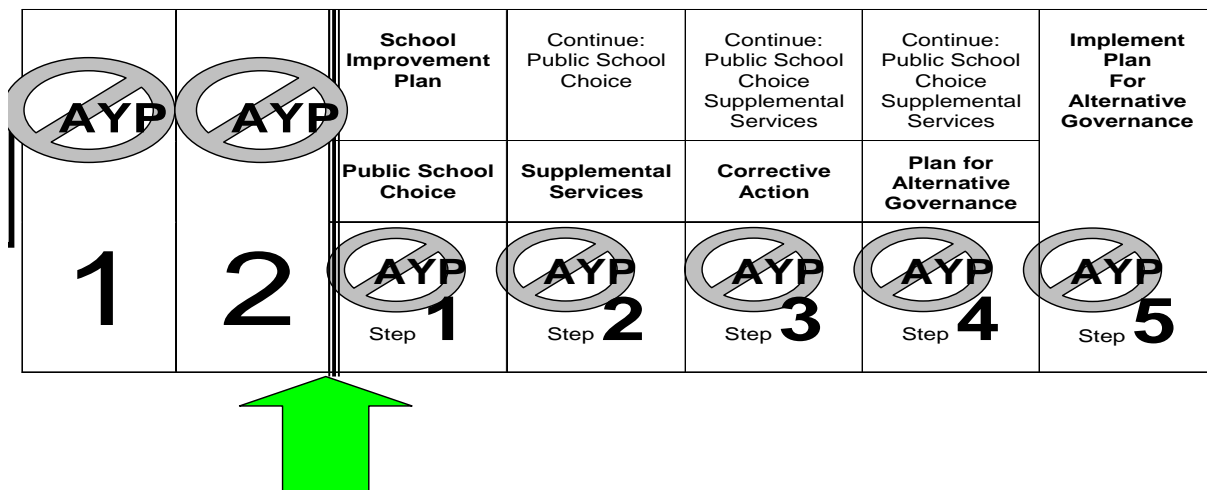 AYP
1
AYP
2
School
Improvement
Plan
Public School
Choice
AYP
Step 1
Continue:
Public School
Choice
Supplemental
Services
AYP
Step 2
Continue:
Public School
Choice
Supplemental
Services
Corrective
Action
AYP
Step 3
Continue:
Public School
Choice
Supplemental
Services
Plan for
Alternative
Governance
AYP
Step 4
Implement
Plan
For
Alternative
Governance
AYP
Step 5